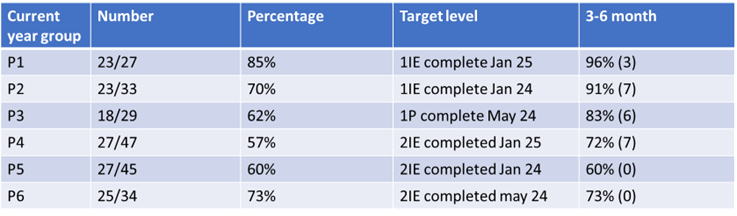 Current year group Number Percentage Target level 3-6 month
P1 23/27 85% 1IE complete Jan 25 96% (3)
P2 23/33 70% 1IE complete Jan 24 91% (7)
P3 18/29 62% 1P complete May 24 83% (6)
P4 27/47 57% 2IE completed Jan 25 72% (7)
P5 27/45 60% 2IE completed Jan 24 60% (0)
P6 25/34 73% 2IE completed may 24 73% (0)